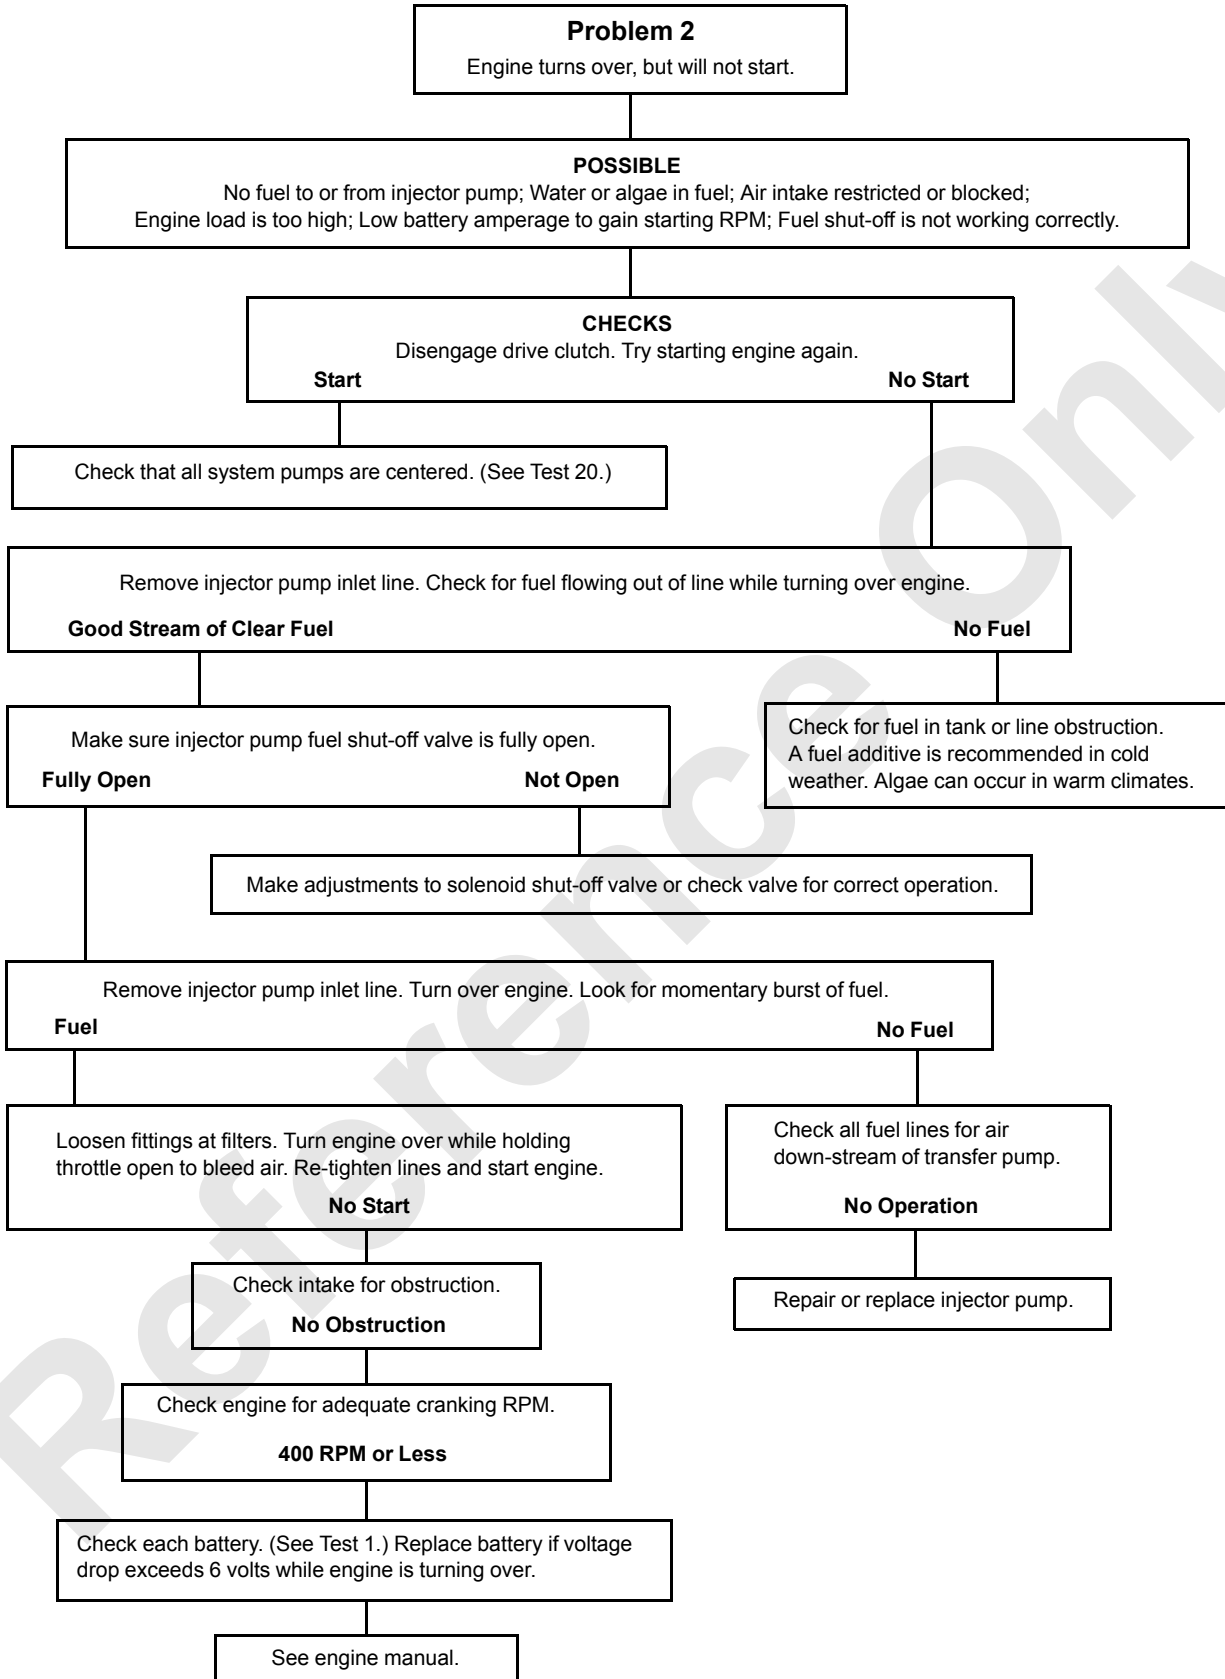 Problem 2
Engine turns over, but will not start.
POSSIBLE
No fuel to or from injector pump; Water or algae in fuel; Air intake restricted or blocked;
Engine load is too high; Low battery amperage to gain starting RPM; Fuel shut-off is not working correctly.
CHECKS
Disengage drive clutch. Try starting engine again.
Start No Start
Check that all system pumps are centered. (See Test 20.)
Remove injector pump inlet line. Check for fuel flowing out of line while turning over engine.
Good Stream of Clear Fuel No Fuel
Make sure injector pump fuel shut-off valve is fully open.
Fully Open Not Open
Check for fuel in tank or line obstruction.
A fuel additive is recommended in cold
weather. Algae can occur in warm climates.
Make adjustments to solenoid shut-off valve or check valve for correct operation.
Remove injector pump inlet line. Turn over engine. Look for momentary burst of fuel.
Fuel No Fuel
Loosen fittings at filters. Turn engine over while holding
throttle open to bleed air. Re-tighten lines and start engine.
No Start
Check all fuel lines for air
down-stream of transfer pump.
No Operation
Check intake for obstruction.
No Obstruction
Repair or replace injector pump.
Check engine for adequate cranking RPM.
400 RPM or Less
Check each battery. (See Test 1.) Replace battery if voltage
drop exceeds 6 volts while engine is turning over.
See engine manual.
Reference Only